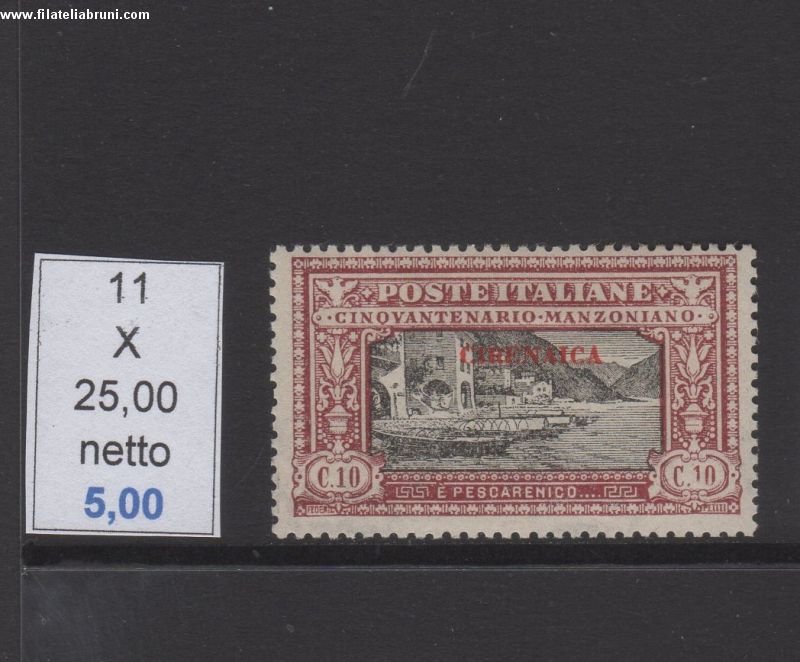 www.filateliabruni.com
11
X
25,00
netto
5,00
POSTE ITALIANE
CINQVANTENARIO·MANZONIANO
CIRENAICA
C.10 C.10
È PESCARENICO....